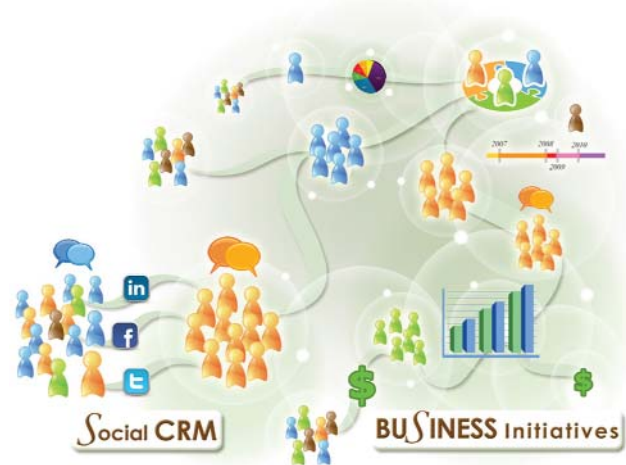 2007 2008 2010
2009
in
f
t
Social CRM
BUSINESS Initiatives